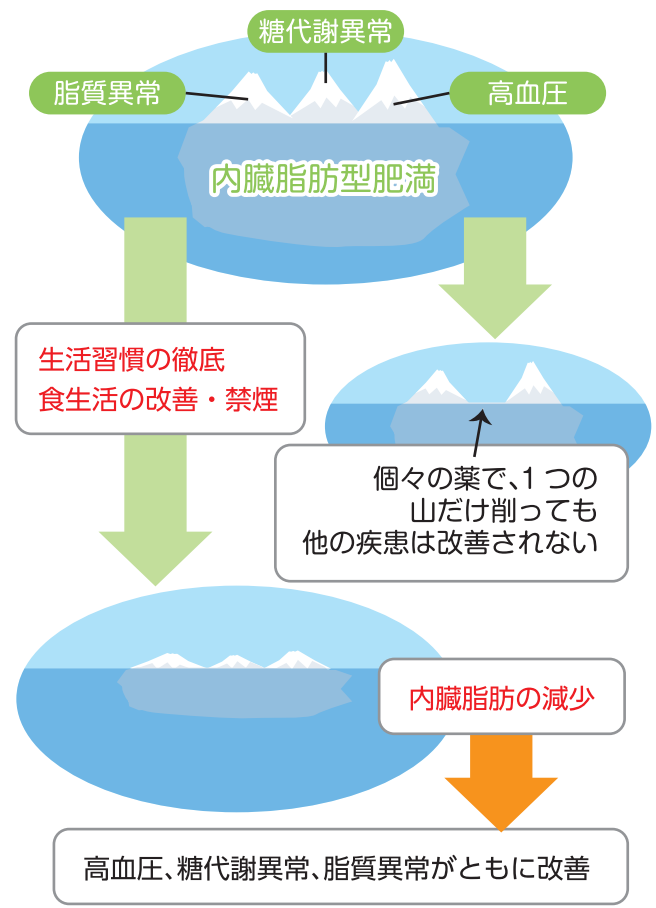 糖代謝異常
脂質異常
高血圧
内臓脂肪型肥満
生活習慣の徹底
食生活の改善・禁煙
個々の薬で、1つの
山だけ削っても
他の疾患は改善されない
内臓脂肪の減少
高血圧、糖代謝異常、脂質異常がともに改善